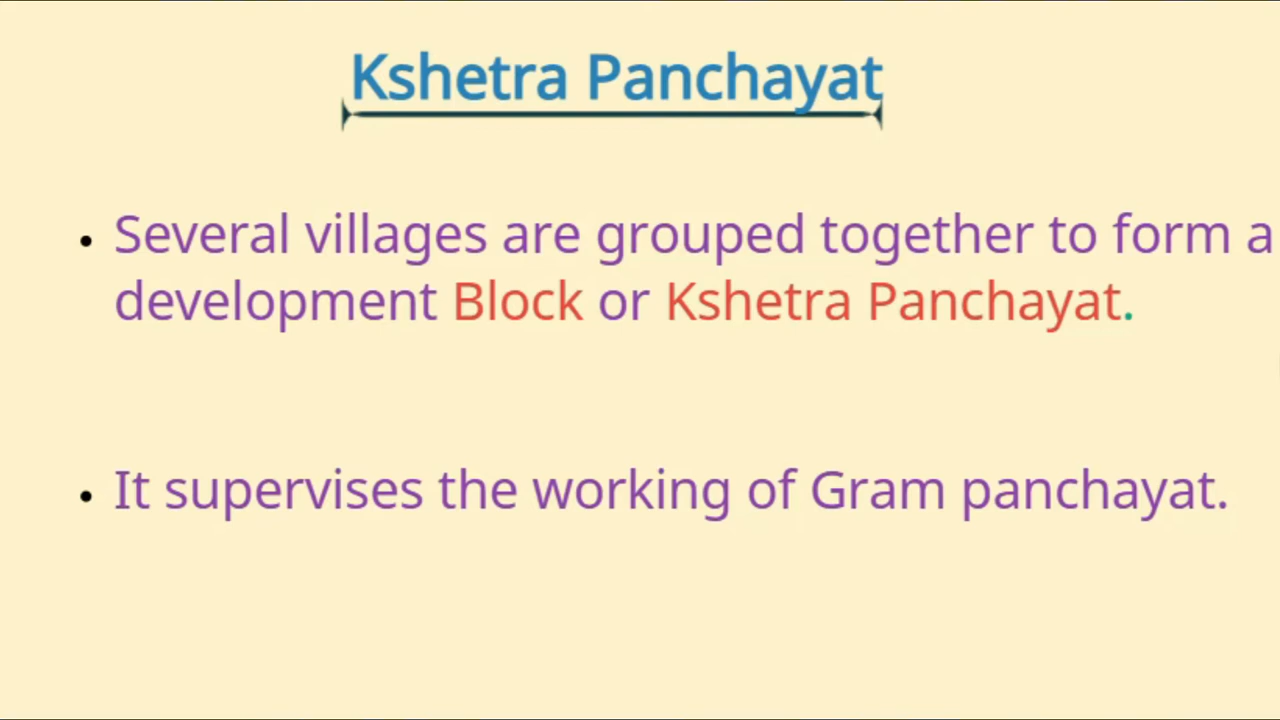 Kshetra Panchayat
• Several villages are grouped together to form a
development Block or Kshetra Panchayat.
• It supervises the working of Gram panchayat.